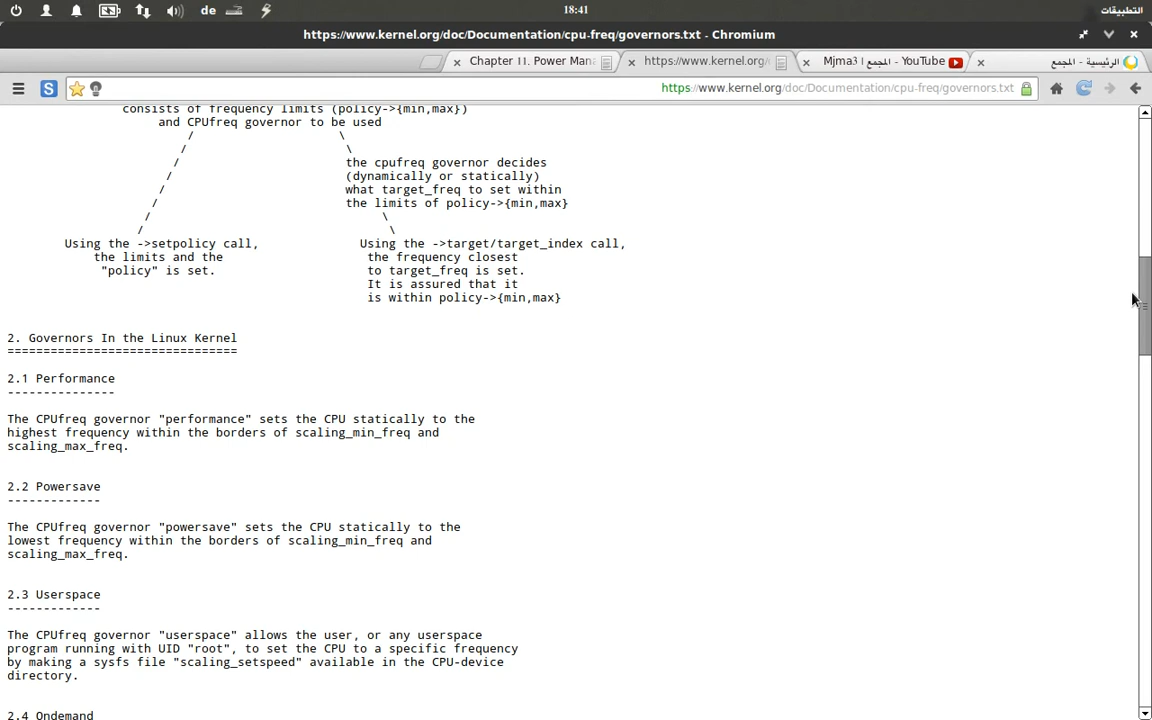 de
18:41
التطبيقات
https://www.kernel.org/doc/Documentation/cpu-freq/governors.txt - Chromium
Chapter 11. Power Mana
https://www.kernel.org/
Mjma3 | المجمع - YouTube
الرئيسية - المجمع
S
https://www.kernel.org/doc/Documentation/cpu-freq/governors.txt
consists of frequency limits (policy->{min,max})
and CPUfreq governor to be used
/ \
/ \
/ the cpufreq governor decides
/ (dynamically or statically)
/ what target_freq to set within
/ the limits of policy->{min,max}
/ \
/ \
Using the ->setpolicy call, Using the ->target/target_index call,
the limits and the the frequency closest
"policy" is set. to target_freq is set.
It is assured that it
is within policy->{min,max}
2. Governors In the Linux Kernel
================================
2.1 Performance
---------------
The CPUfreq governor "performance" sets the CPU statically to the
highest frequency within the borders of scaling_min_freq and
scaling_max_freq.
2.2 Powersave
-------------
The CPUfreq governor "powersave" sets the CPU statically to the
lowest frequency within the borders of scaling_min_freq and
scaling_max_freq.
2.3 Userspace
-------------
The CPUfreq governor "userspace" allows the user, or any userspace
program running with UID "root", to set the CPU to a specific frequency
by making a sysfs file "scaling_setspeed" available in the CPU-device
directory.
2.4 Ondemand